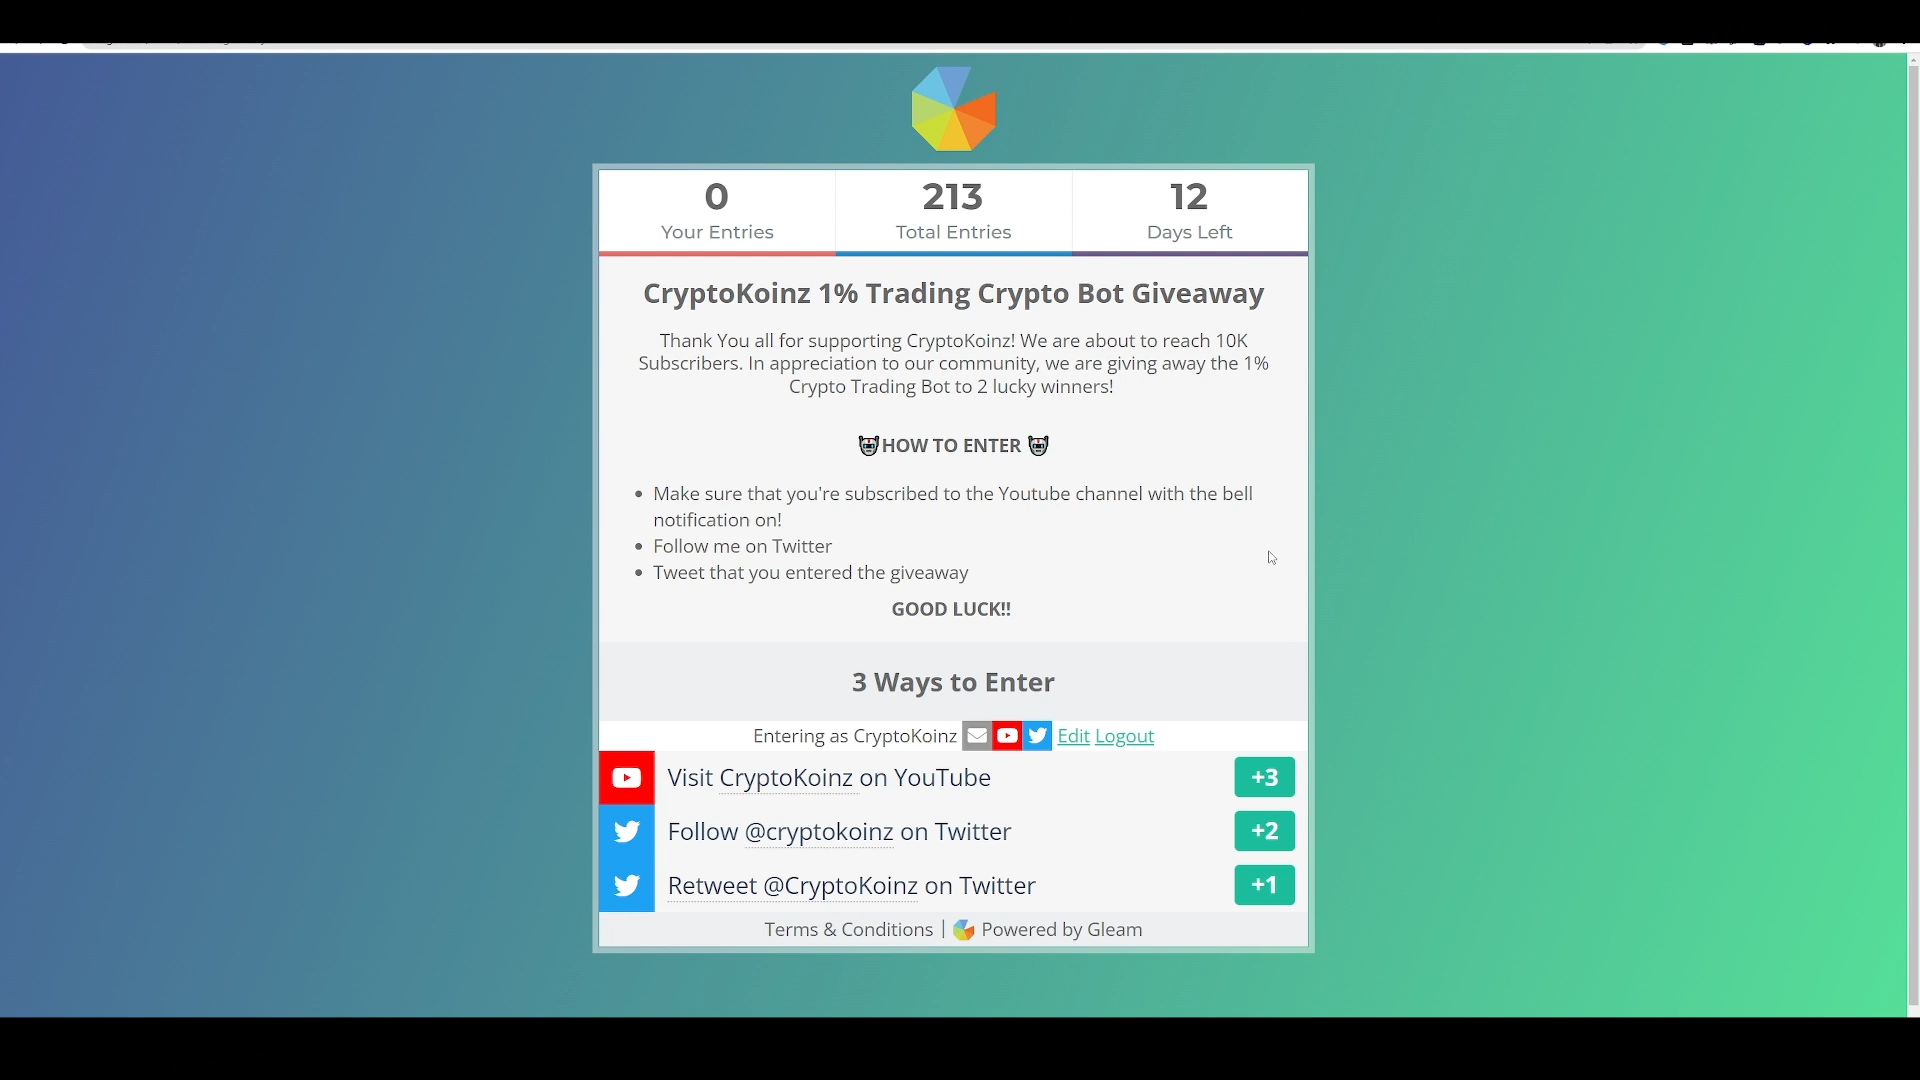 0
Your Entries
213
Total Entries
12
Days Left
CryptoKoinz 1% Trading Crypto Bot Giveaway
Thank You all for supporting CryptoKoinz! We are about to reach 10K
Subscribers. In appreciation to our community, we are giving away the 1%
Crypto Trading Bot to 2 lucky winners!
HOW TO ENTER
Make sure that you're subscribed to the Youtube channel with the bell
notification on!
Follow me on Twitter
Tweet that you entered the giveaway
GOOD LUCK!!
3 Ways to Enter
Entering as CryptoKoinz Edit Logout
Visit CryptoKoinz on YouTube +3
Follow @cryptokoinz on Twitter +2
Retweet @CryptoKoinz on Twitter +1
Terms & Conditions | Powered by Gleam